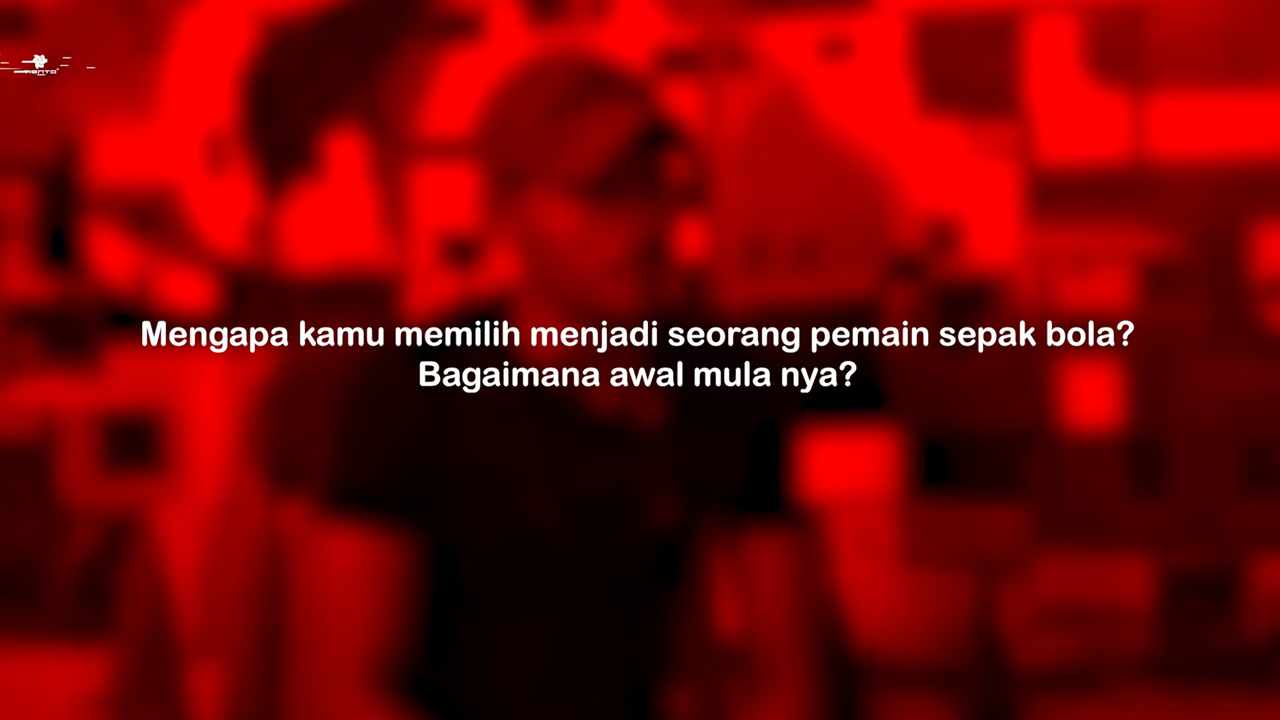 Mengapa kamu memilih menjadi seorang pemain sepak bola?
Bagaimana awal mula nya?